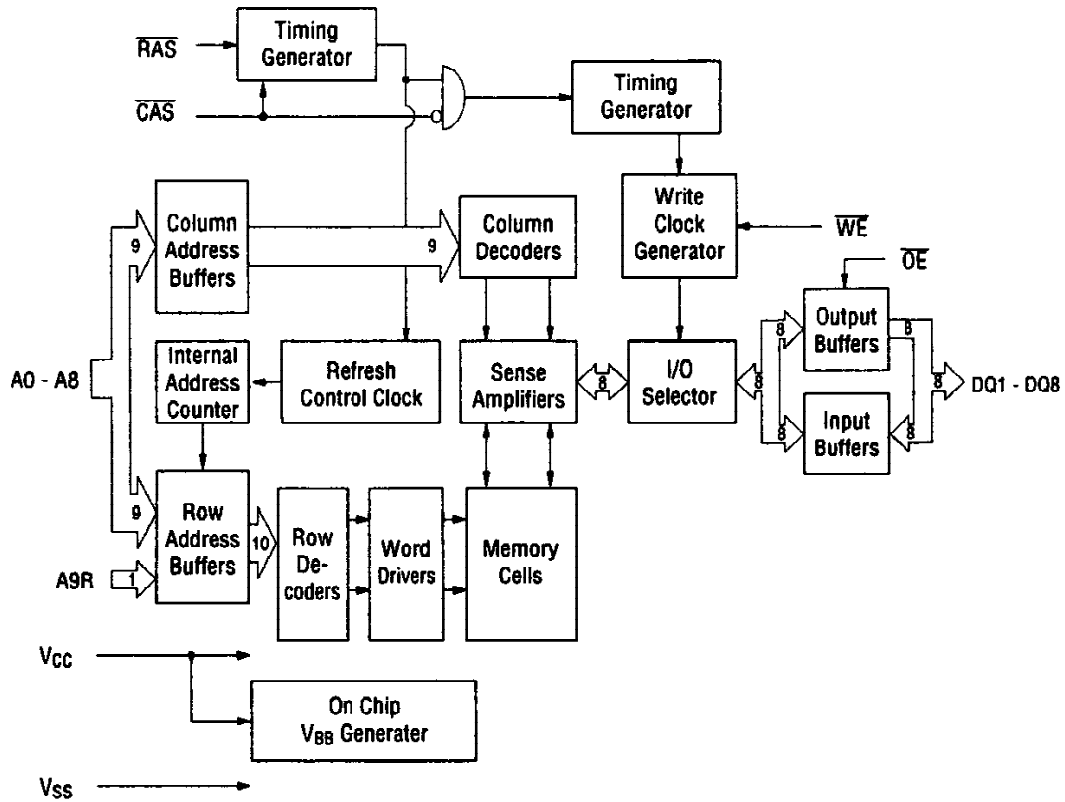 RAS
Timing
Generator
CAS
Timing
Generator
Write
Clock
Generator
WE
OE
Column
Address
Buffers
9
9
Column
Decoders
A0 - A8
Internal
Address
Counter
Refresh
Control Clock
Sense
Amplifiers
8
I/O
Selector
8
8
Output
Buffers
8
8
DQ1 - DQ8
8
Input
Buffers
8
9
Row
Address
Buffers
A9R
1
10
Row
De-
coders
Word
Drivers
Memory
Cells
VCC
On Chip
VBB Generater
VSS